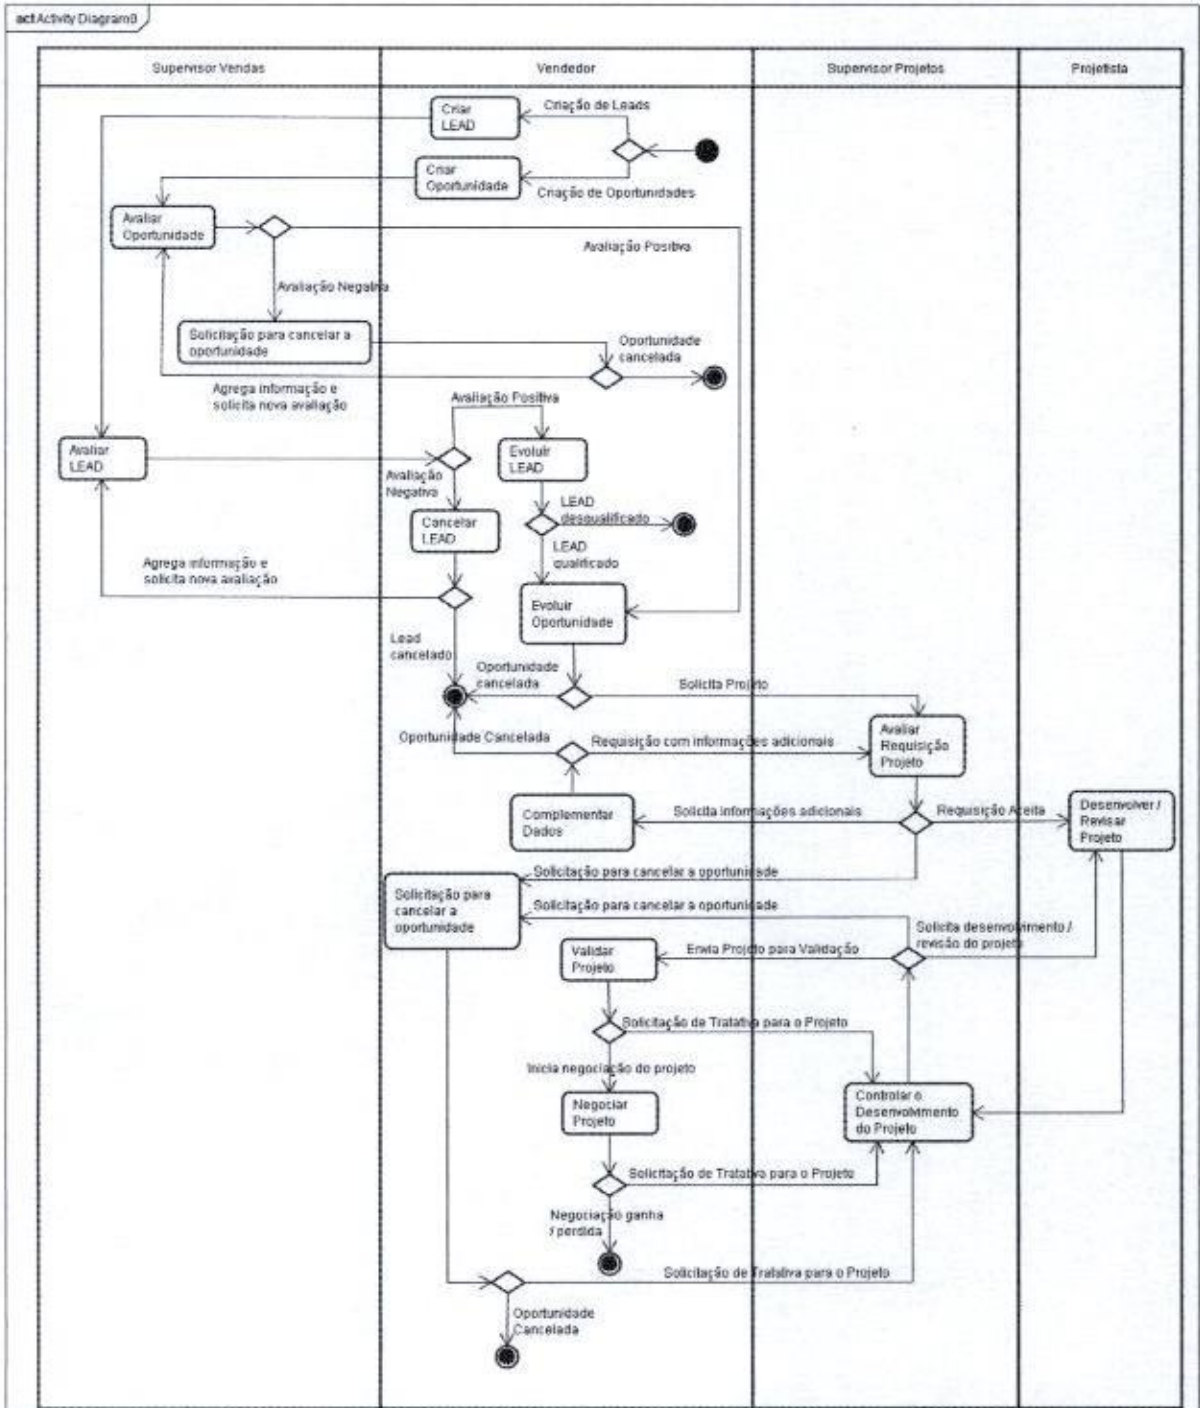 act Activity Diagram0
Supervisor Vendas
Vendedor
Supervisor Projetos
Projetista
Criar
LEAD
Criação de Leads
Criar
Oportunidade
Criação de Oportunidades
Avaliar
Oportunidade
Avaliação Positiva
Avaliação Negativa
Solicitação para cancelar a
oportunidade
Oportunidade
cancelada
Agrega informação e
solicita nova avaliação
Avaliação Positiva
Avaliar
LEAD
Evoluir
LEAD
Avaliação
Negativa
Cancelar
LEAD
LEAD
desqualificado
LEAD
qualificado
Agrega informação e
solicita nova avaliação
Evoluir
Oportunidade
Lead
cancelado
Oportunidade
cancelada
Solicita Projeto
Avaliar
Requisição
Projeto
Oportunidade Cancelada
Requisição com informações adicionais
Complementar
Dados
Solicita informações adicionais
Requisição Aceita
Desenvolver /
Revisar
Projeto
Solicitação para cancelar a oportunidade
Solicitação para
cancelar a
oportunidade
Solicitação para cancelar a oportunidade
Solicita desenvolvimento /
revisão do projeto
Validar
Projeto
Envia Projeto para Validação
Solicitação de Tratativa para o Projeto
Inicia negociação do projeto
Negociar
Projeto
Controlar o
Desenvolvimento
do Projeto
Solicitação de Tratativa para o Projeto
Negociação ganha
/ perdida
Solicitação de Tratativa para o Projeto
Oportunidade
Cancelada